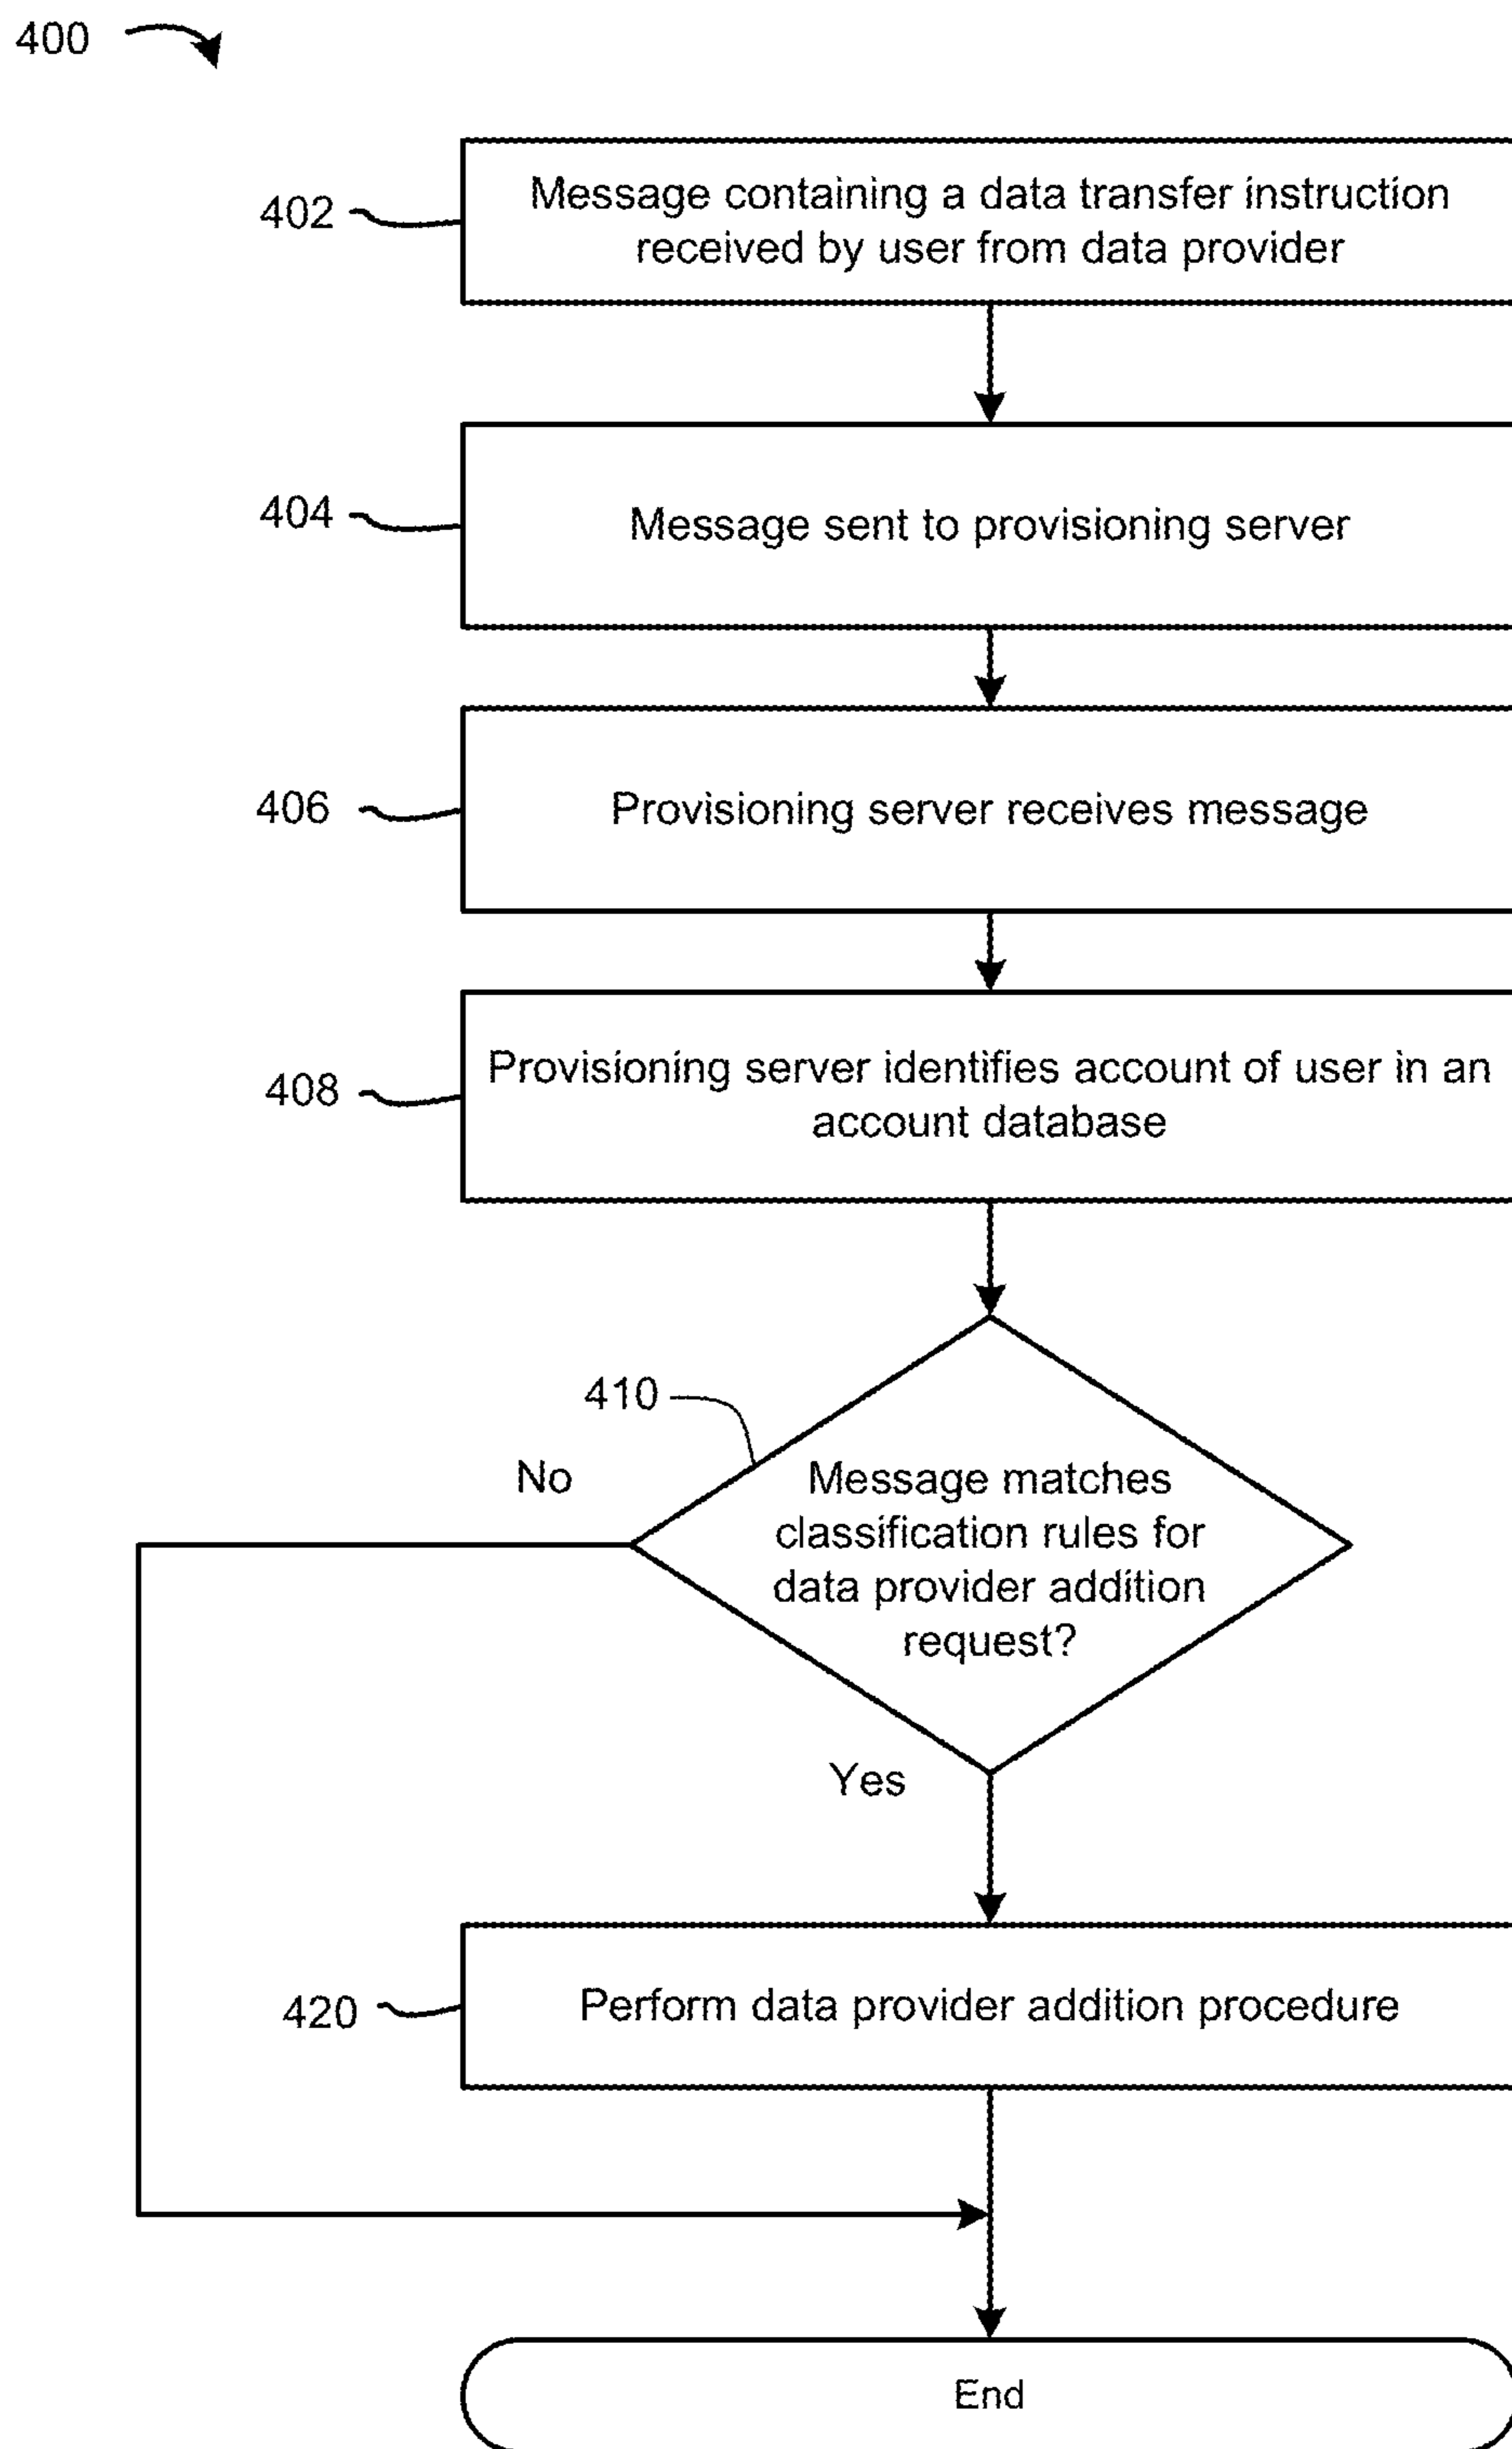 400
402
Message containing a data transfer instruction
received by user from data provider
404
Message sent to provisioning server
406
Provisioning server receives message
408
Provisioning server identifies account of user in an
account database
410
No
Message matches
classification rules for
data provider addition
request?
Yes
420
Perform data provider addition procedure
End